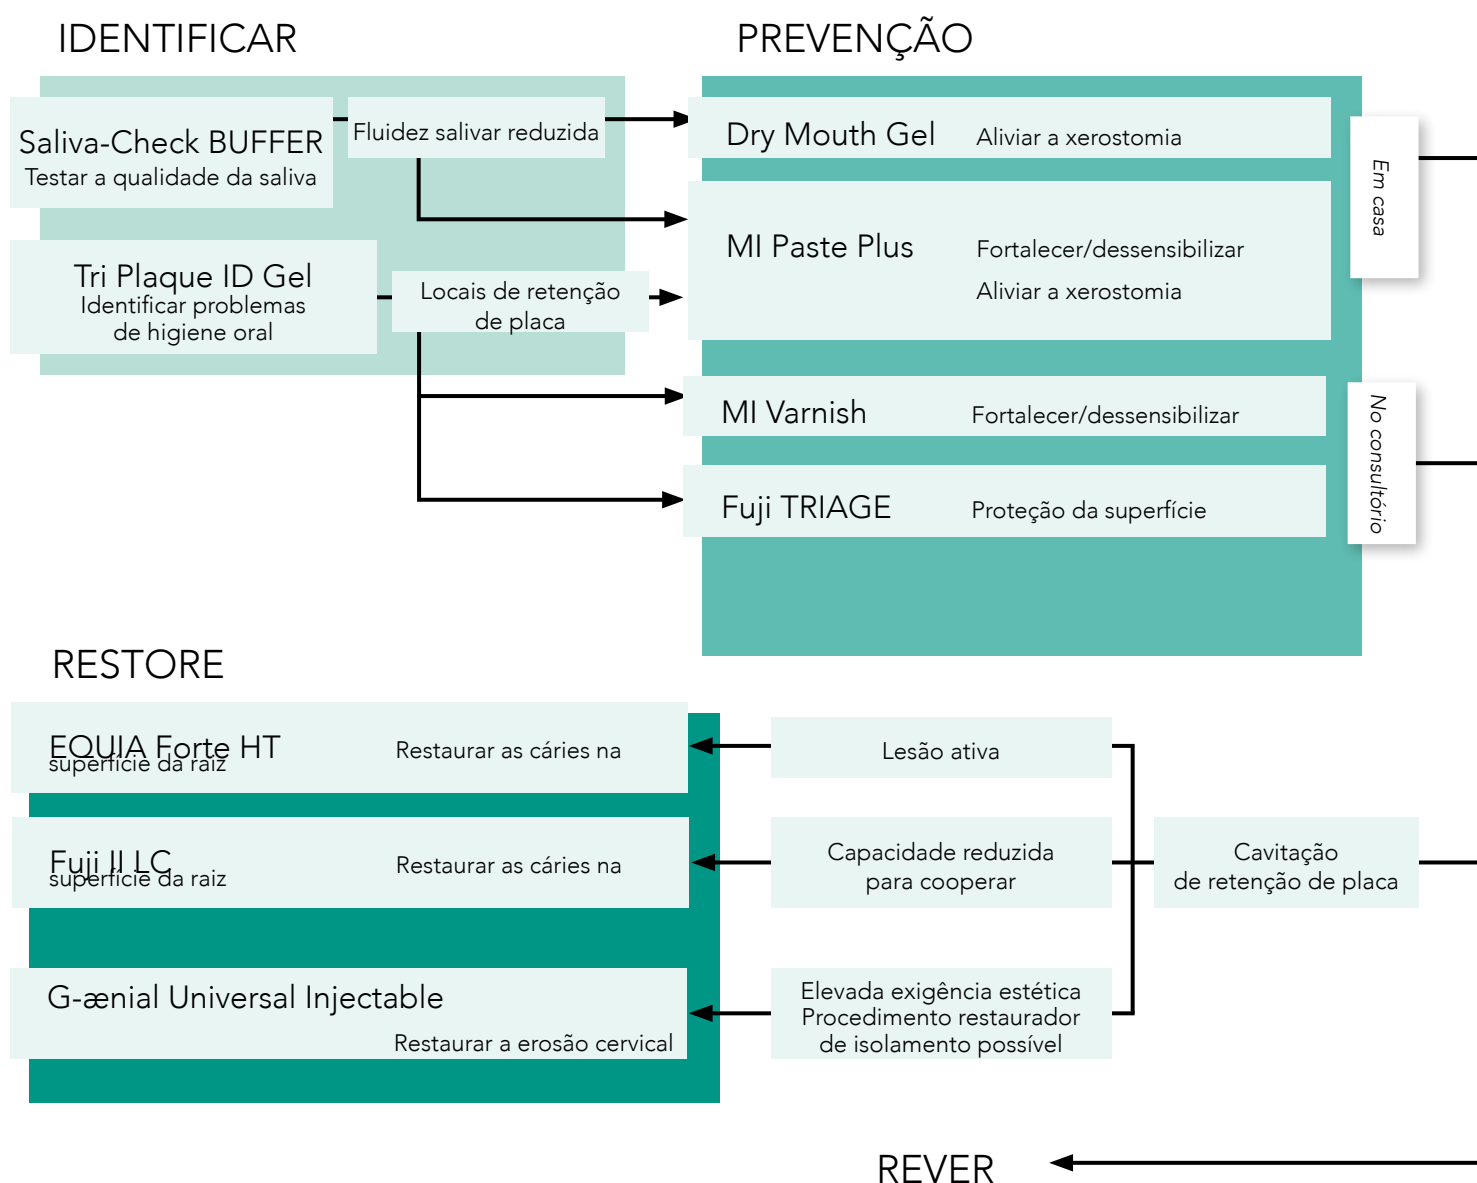 IDENTIFICAR
Saliva-Check BUFFER
Testar a qualidade da saliva
Fluidez salivar reduzida
Tri Plaque ID Gel
Identificar problemas
de higiene oral
Locais de retenção
de placa
PREVENÇÃO
Dry Mouth Gel Aliviar a xerostomia
MI Paste Plus Fortalecer/dessensibilizar
Aliviar a xerostomia
Em casa
MI Varnish Fortalecer/dessensibilizar
Fuji TRIAGE Proteção da superfície
No consultório
RESTORE
EQUIA Forte HT Restaurar as cáries na
superfície da raiz
Fuji II LC Restaurar as cáries na
superfície da raiz
G-ænial Universal Injectable
Restaurar a erosão cervical
Lesão ativa
Capacidade reduzida
para cooperar
Elevada exigência estética
Procedimento restaurador
de isolamento possível
Cavitação
de retenção de placa
REVER